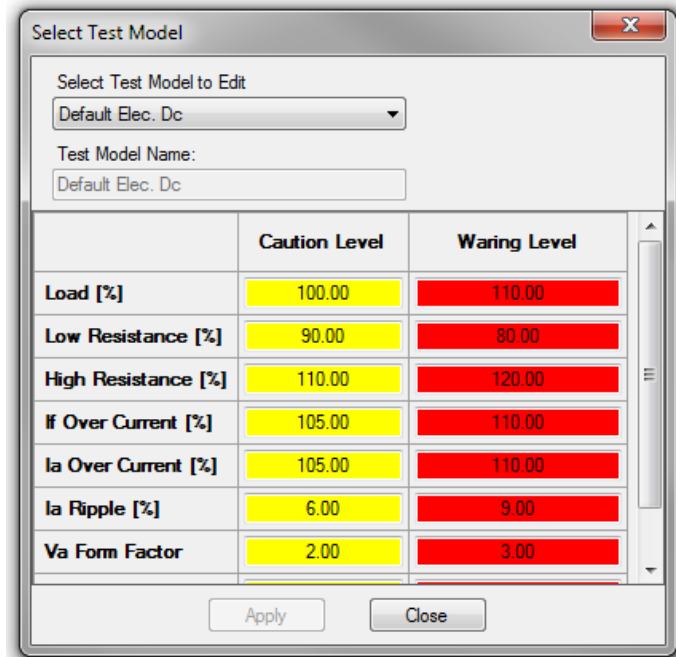 Select Test Model
Select Test Model to Edit
Default Elec. Dc
Test Model Name:
Default Elec. Dc
Caution Level Waring Level
Load [%] 100.00 110.00
Low Resistance [%] 90.00 80.00
High Resistance [%] 110.00 120.00
If Over Current [%] 105.00 110.00
Ia Over Current [%] 105.00 110.00
Ia Ripple [%] 6.00 9.00
Va Form Factor 2.00 3.00
Apply Close